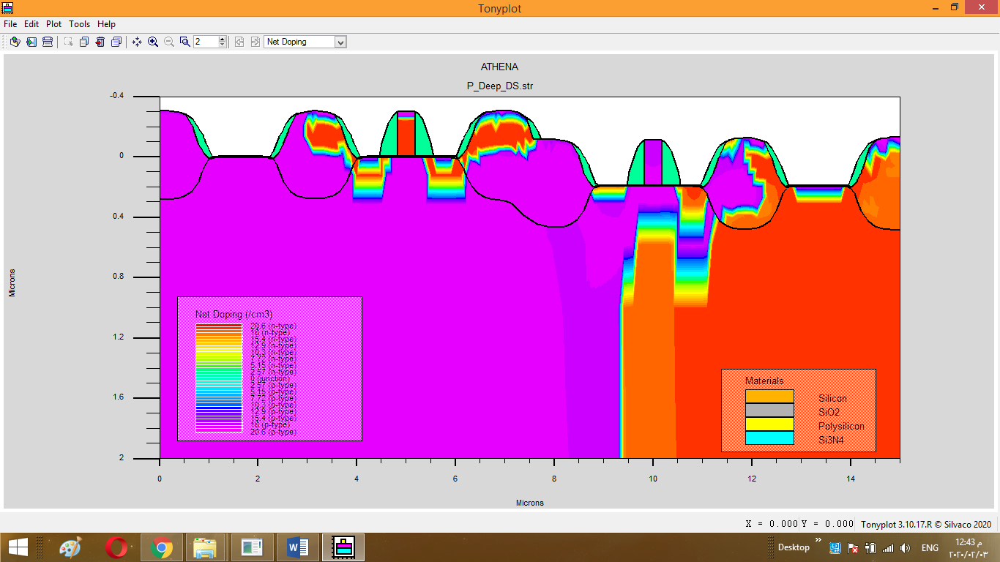 Tonyplot
File Edit Plot Tools Help
2 Net Doping
ATHENA
P_Deep_DS.str
-0.4
0
0.4
0.8
1.2
1.6
2
Microns
Net Doping (/cm3)
20.6 (n-type)
18 (n-type)
15.4 (n-type)
12.9 (n-type)
10.3 (n-type)
7.72 (n-type)
5.15 (n-type)
2.57 (n-type)
0 (junction)
2.57 (p-type)
5.15 (p-type)
7.72 (p-type)
10.3 (p-type)
12.9 (p-type)
15.4 (p-type)
18 (p-type)
20.6 (p-type)
Materials
Silicon
SiO2
Polysilicon
Si3N4
0 2 4 6 8 10 12 14
Microns
X = 0.000 Y = 0.000 Tonyplot 3.10.17.R © Silvaco 2020
Desktop ENG
12:43 م
٢٠٢٠/٠٢/٠٣